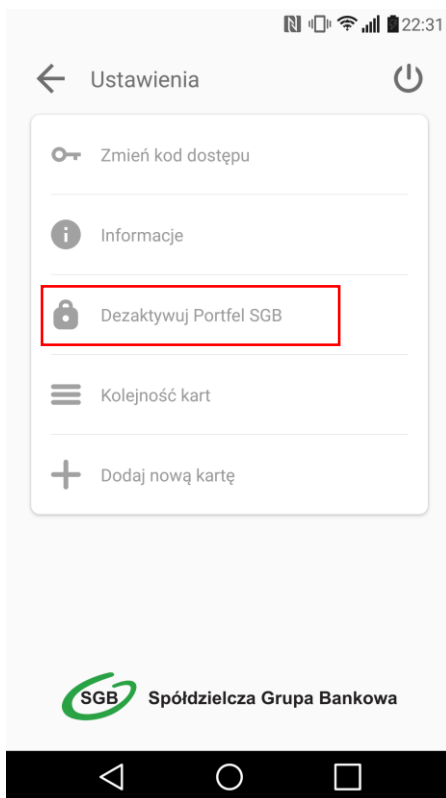 22:31
Ustawienia
Zmień kod dostępu
Informacje
Dezaktywuj Portfel SGB
Kolejność kart
Dodaj nową kartę
SGB Spółdzielcza Grupa Bankowa